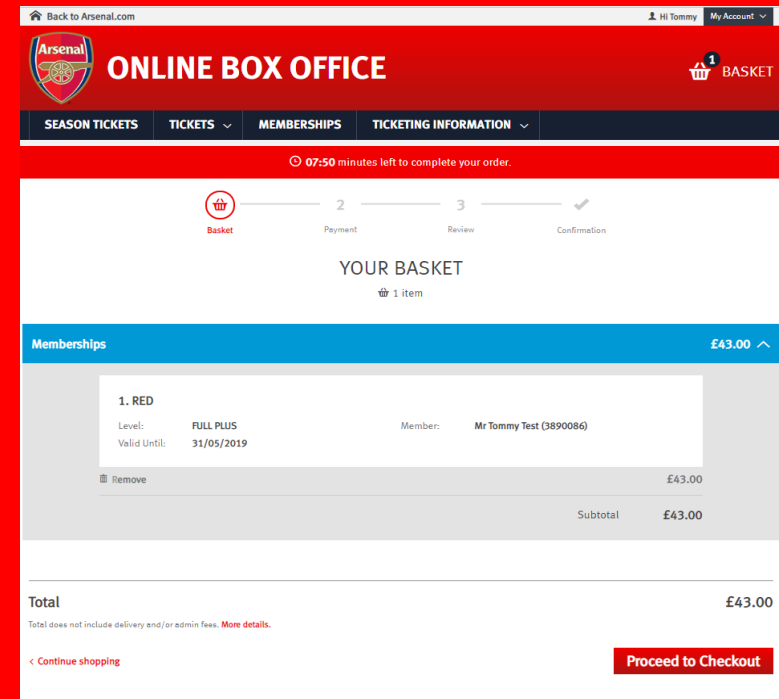 Back to Arsenal.com
Hi Tommy
My Account
Arsenal
ONLINE BOX OFFICE
1
BASKET
SEASON TICKETS
TICKETS
MEMBERSHIPS
TICKETING INFORMATION
07:50 minutes left to complete your order.
2
3
Basket
Payment
Review
Confirmation
YOUR BASKET
1 item
Memberships
£43.00
1. RED
Level: FULL PLUS
Member: Mr Tommy Test (3890086)
Valid Until: 31/05/2019
Remove
£43.00
Subtotal £43.00
Total
£43.00
Total does not include delivery and/or admin fees. More details.
< Continue shopping
Proceed to Checkout